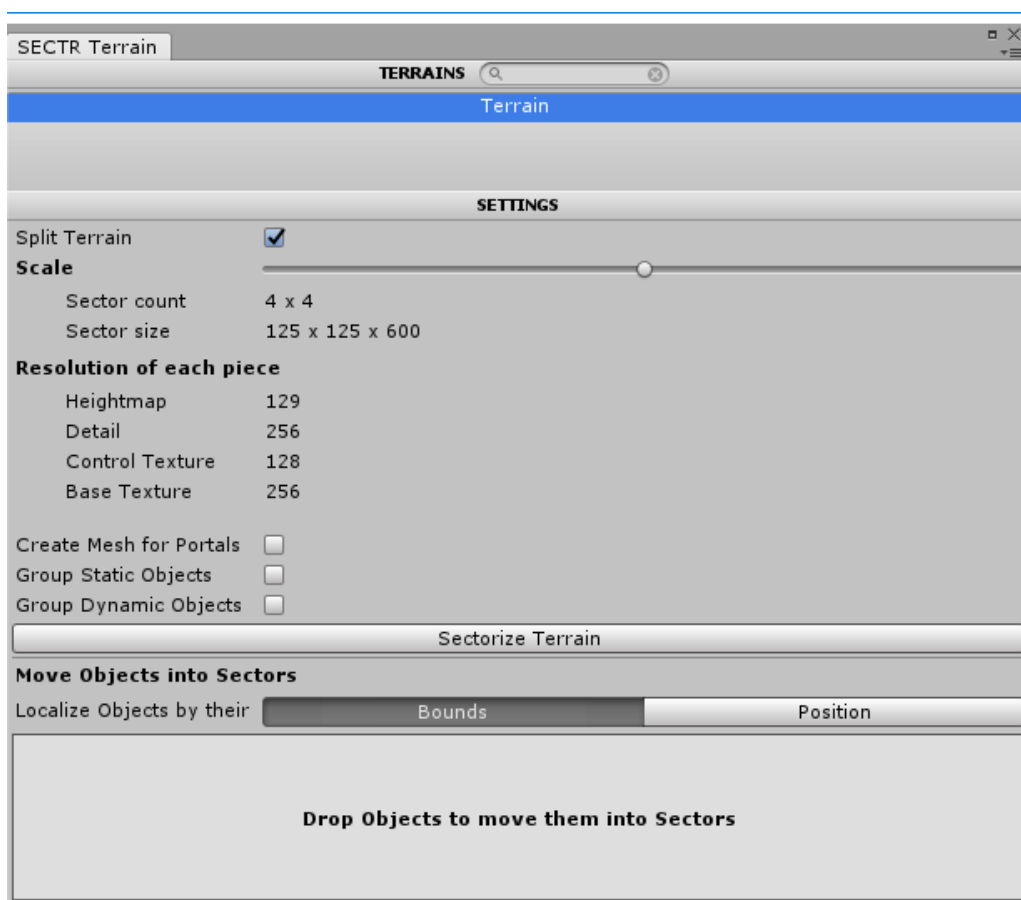 SECTR Terrain
TERRAINS
Terrain
SETTINGS
Split Terrain
Scale
Sector count 4 x 4
Sector size 125 x 125 x 600
Resolution of each piece
Heightmap 129
Detail 256
Control Texture 128
Base Texture 256
Create Mesh for Portals
Group Static Objects
Group Dynamic Objects
Sectorize Terrain
Move Objects into Sectors
Localize Objects by their Bounds Position
Drop Objects to move them into Sectors